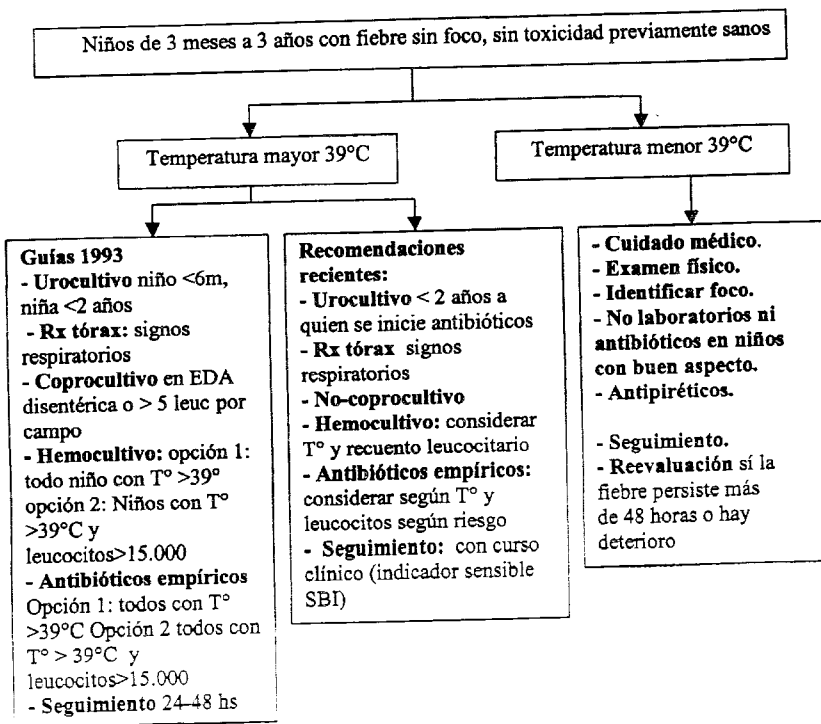 Niños de 3 meses a 3 años con fiebre sin foco, sin toxicidad previamente sanos
Temperatura mayor 39°C
Temperatura menor 39°C
Guías 1993
- Urocultivo niño <6m,
niña <2 años
- Rx tórax: signos
respiratorios
- Coprocultivo en EDA
disentérica o > 5 leuc por
campo
- Hemocultivo: opción 1:
todo niño con T° >39°
opción 2: Niños con T°
>39°C y
leucocitos>15.000
- Antibióticos empíricos
Opción 1: todos con T°
>39°C Opción 2 todos con
T° > 39°C y
leucocitos>15.000
- Seguimiento 24-48 hs
Recomendaciones
recientes:
- Urocultivo < 2 años a
quien se inicie antibióticos
- Rx tórax signos
respiratorios
- No-coprocultivo
- Hemocultivo: considerar
T° y recuento leucocitario
- Antibióticos empíricos:
considerar según T° y
leucocitos según riesgo
- Seguimiento: con curso
clínico (indicador sensible
SBI)
- Cuidado médico.
- Examen físico.
- Identificar foco.
- No laboratorios ni
antibióticos en niños
con buen aspecto.
- Antipiréticos.
- Seguimiento.
- Reevaluación sí la
fiebre persiste más
de 48 horas o hay
deterioro